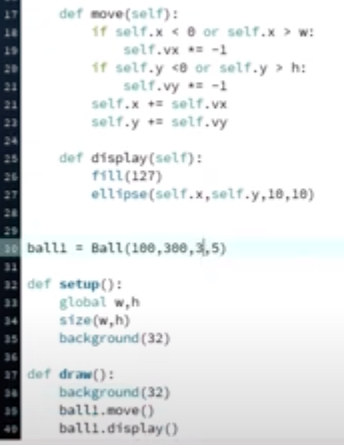 17 def move(self):
18 if self.x < 0 or self.x > w:
19 self.vx *= -1
20 if self.y <0 or self.y > h:
21 self.vy *= -1
22 self.x += self.vx
23 self.y += self.vy
24
25 def display(self):
26 fill(127)
27 ellipse(self.x,self.y,10,10)
28
29
30 ball1 = Ball(100,300,3,5)
31
32 def setup():
33 global w,h
34 size(w,h)
35 background(32)
36
37 def draw():
38 background(32)
39 ball1.move()
40 ball1.display()